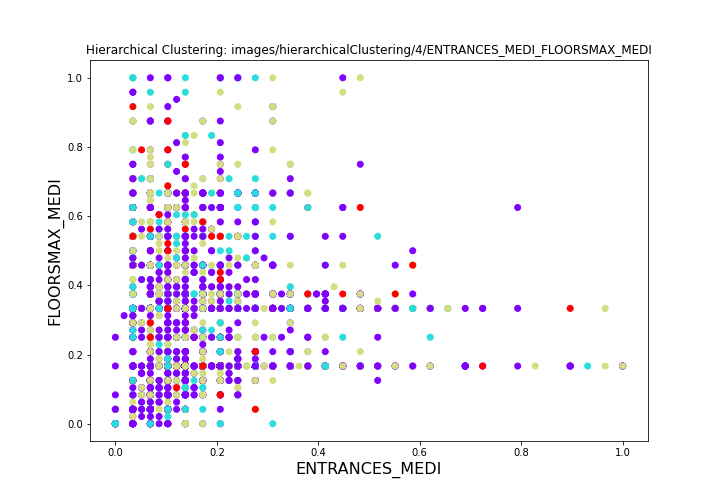 Hierarchical Clustering: images/hierarchicalClustering/4/ENTRANCES_MEDI_FLOORSMAX_MEDI
1.0
0.8
0.6
0.4
0.2
0.0
FLOORSMAX_MEDI
0.0 0.2 0.4 0.6 0.8 1.0
ENTRANCES_MEDI